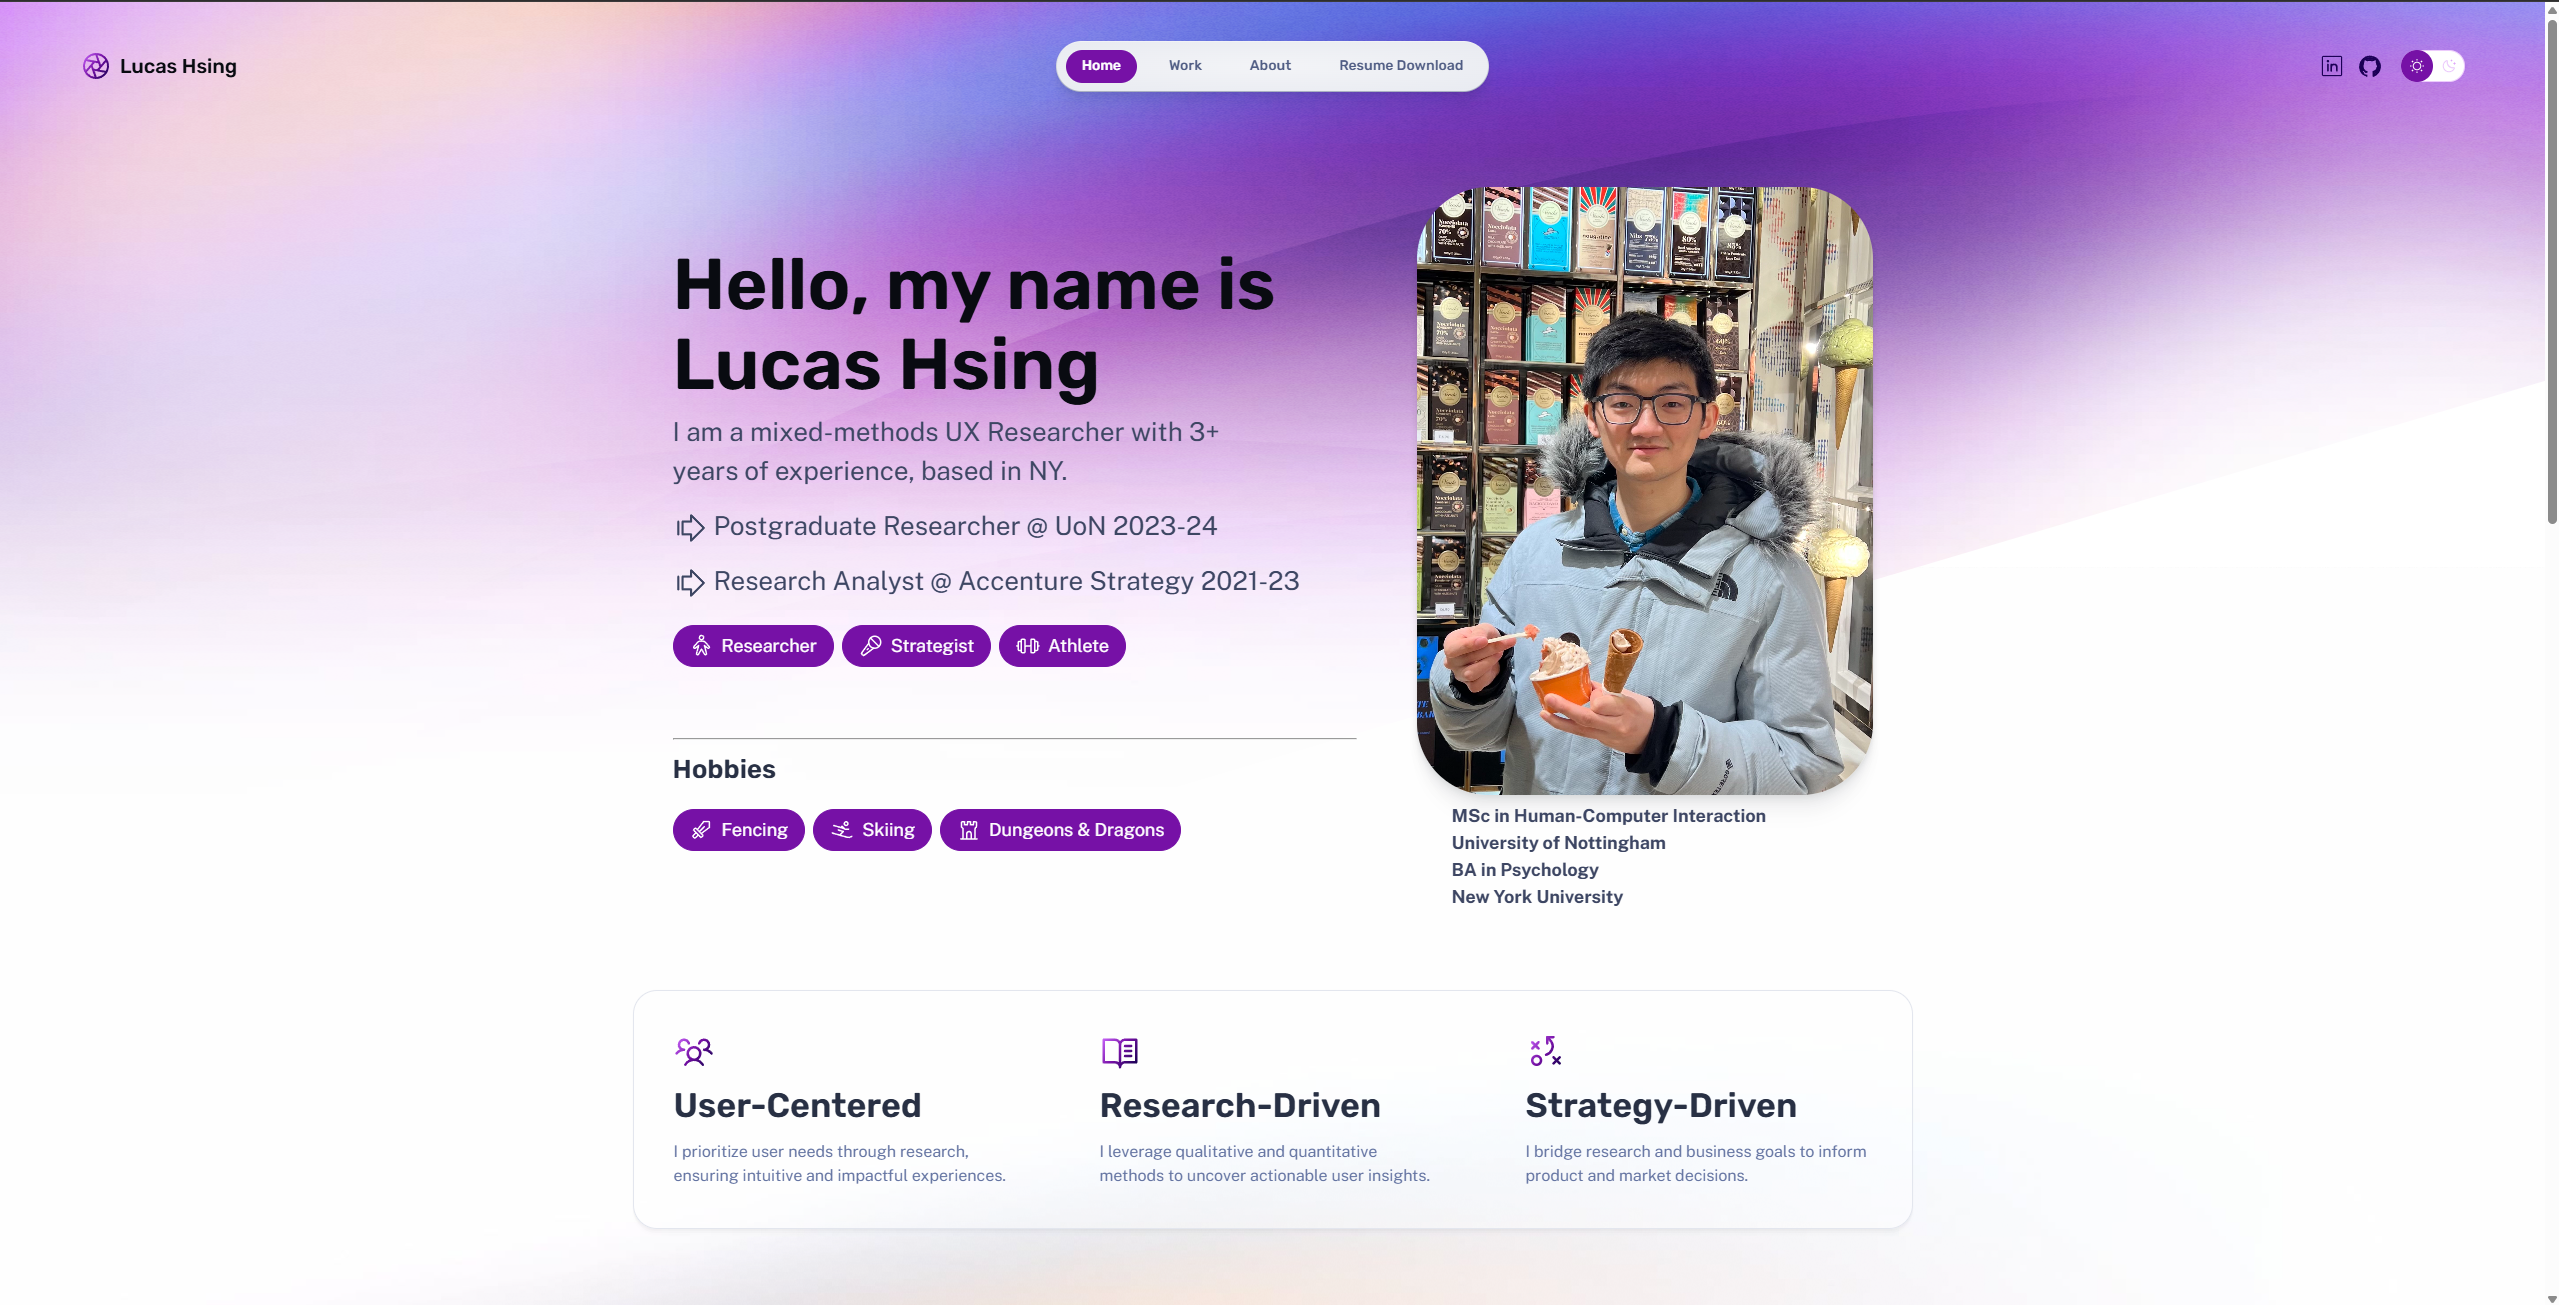 Lucas Hsing
Home
Work
About
Resume Download
Hello, my name is
Lucas Hsing
I am a mixed-methods UX Researcher with 3+
years of experience, based in NY.
Postgraduate Researcher @ UoN 2023-24
Research Analyst @ Accenture Strategy 2021-23
Researcher
Strategist
Athlete
Hobbies
Fencing
Skiing
Dungeons & Dragons
MSc in Human-Computer Interaction
University of Nottingham
BA in Psychology
New York University
User-Centered
I prioritize user needs through research,
ensuring intuitive and impactful experiences.
Research-Driven
I leverage qualitative and quantitative
methods to uncover actionable user insights.
Strategy-Driven
I bridge research and business goals to inform
product and market decisions.